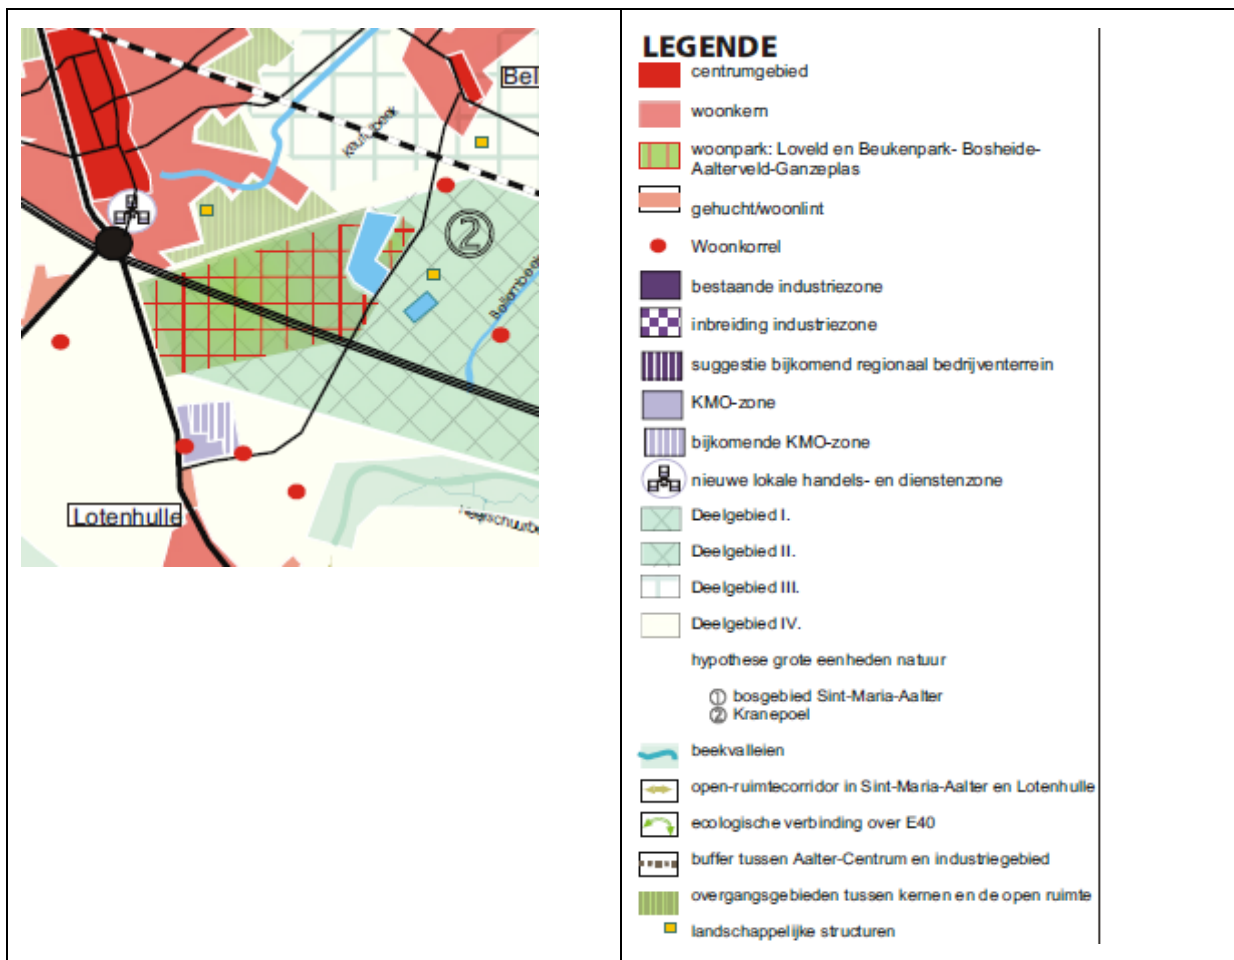 Bel
Kautelbeek
2
Bellambeek
Lotenhulle
LEGENDE
centrumgebied
woonkern
woonpark: Loveld en Beukenpark- Bosheide-
Aalterveld-Ganzeplas
gehucht/woonlint
Woonkorrel
bestaande industriezone
inbreiding industriezone
suggestie bijkomend regionaal bedrijventerrein
KMO-zone
bijkomende KMO-zone
nieuwe lokale handels- en dienstenzone
Deelgebied I.
Deelgebied II.
Deelgebied III.
Deelgebied IV.
hypothese grote eenheden natuur
1 bosgebied Sint-Maria-Aalter
2 Kranepoel
beekvalleien
open-ruimtecorridor in Sint-Maria-Aalter en Lotenhulle
ecologische verbinding over E40
buffer tussen Aalter-Centrum en industriegebied
overgangsgebieden tussen kernen en de open ruimte
landschappelijke structuren